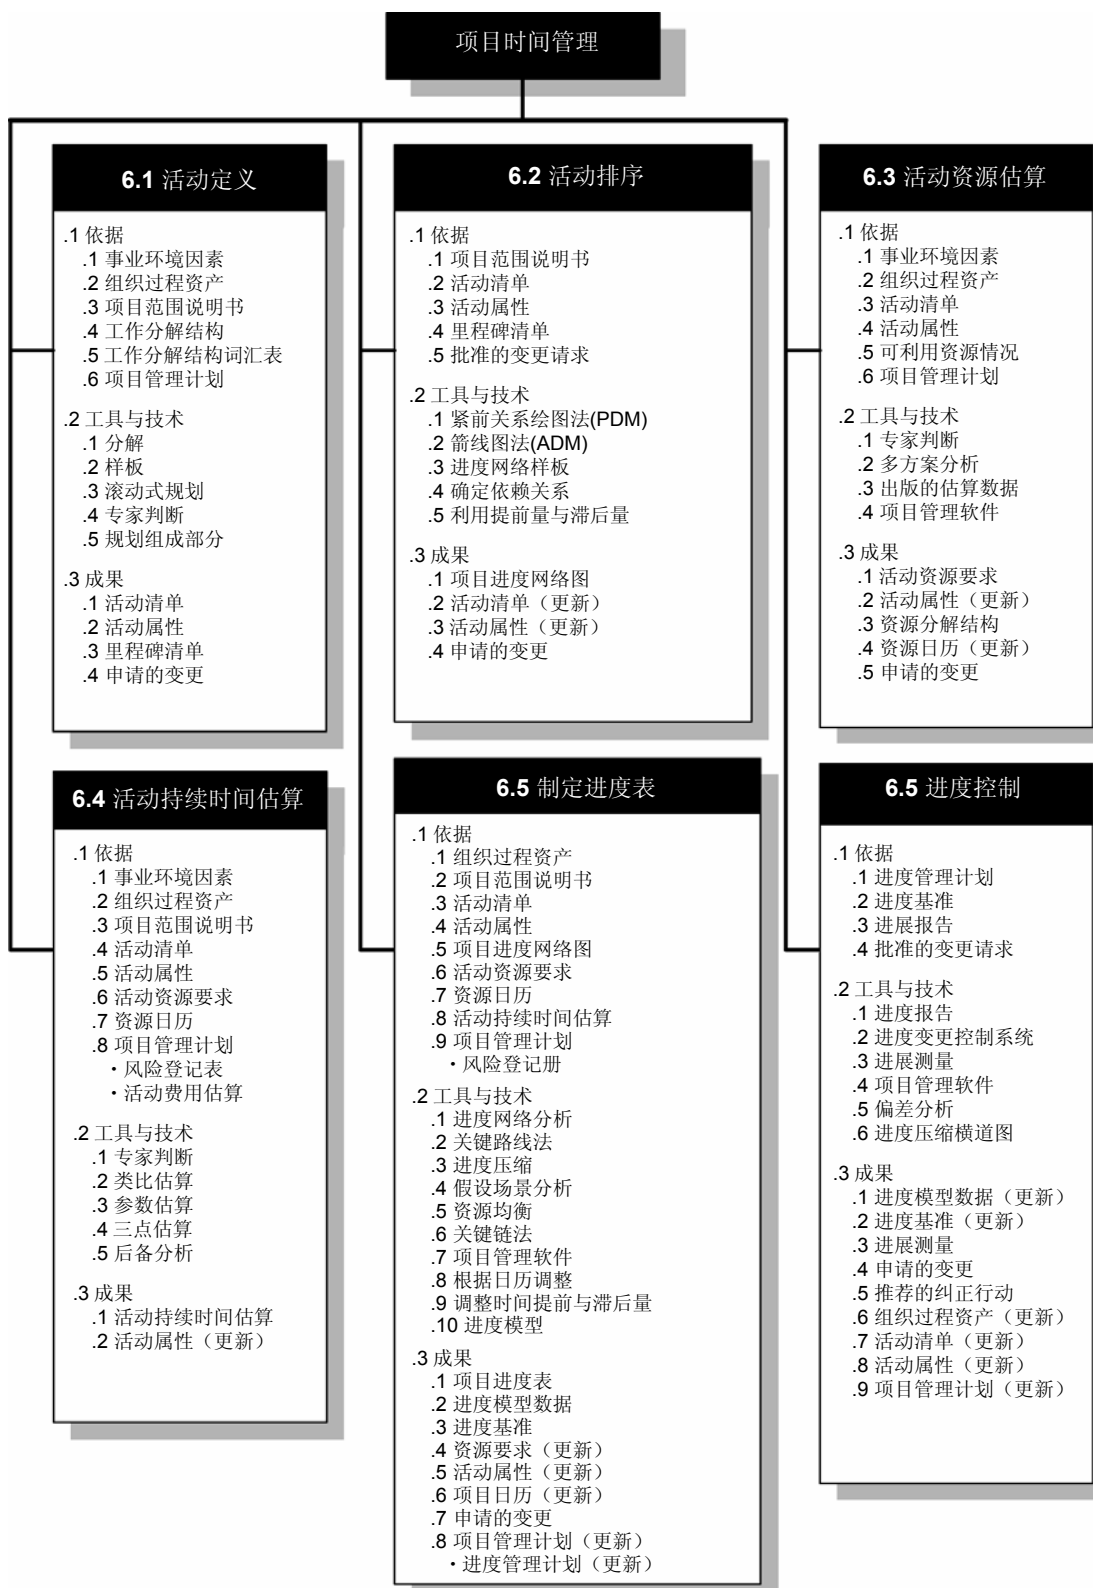 项目时间管理
6.1 活动定义
.1 依据
.1 事业环境因素
.2 组织过程资产
.3 项目范围说明书
.4 工作分解结构
.5 工作分解结构词汇表
.6 项目管理计划
.2 工具与技术
.1 分解
.2 样板
.3 滚动式规划
.4 专家判断
.5 规划组成部分
.3 成果
.1 活动清单
.2 活动属性
.3 里程碑清单
.4 申请的变更
6.2 活动排序
.1 依据
.1 项目范围说明书
.2 活动清单
.3 活动属性
.4 里程碑清单
.5 批准的变更请求
.2 工具与技术
.1 紧前关系绘图法(PDM)
.2 箭线图法(ADM)
.3 进度网络样板
.4 确定依赖关系
.5 利用提前量与滞后量
.3 成果
.1 项目进度网络图
.2 活动清单（更新）
.3 活动属性（更新）
.4 申请的变更
6.3 活动资源估算
.1 依据
.1 事业环境因素
.2 组织过程资产
.3 活动清单
.4 活动属性
.5 可利用资源情况
.6 项目管理计划
.2 工具与技术
.1 专家判断
.2 多方案分析
.3 出版的估算数据
.4 项目管理软件
.3 成果
.1 活动资源要求
.2 活动属性（更新）
.3 资源分解结构
.4 资源日历（更新）
.5 申请的变更
6.4 活动持续时间估算
.1 依据
.1 事业环境因素
.2 组织过程资产
.3 项目范围说明书
.4 活动清单
.5 活动属性
.6 活动资源要求
.7 资源日历
.8 项目管理计划
·风险登记表
·活动费用估算
.2 工具与技术
.1 专家判断
.2 类比估算
.3 参数估算
.4 三点估算
.5 后备分析
.3 成果
.1 活动持续时间估算
.2 活动属性（更新）
6.5 制定进度表
.1 依据
.1 组织过程资产
.2 项目范围说明书
.3 活动清单
.4 活动属性
.5 项目进度网络图
.6 活动资源要求
.7 资源日历
.8 活动持续时间估算
.9 项目管理计划
·风险登记册
.2 工具与技术
.1 进度网络分析
.2 关键路线法
.3 进度压缩
.4 假设场景分析
.5 资源均衡
.6 关键链法
.7 项目管理软件
.8 根据日历调整
.9 调整时间提前与滞后量
.10 进度模型
.3 成果
.1 项目进度表
.2 进度模型数据
.3 进度基准
.4 资源要求（更新）
.5 活动属性（更新）
.6 项目日历（更新）
.7 申请的变更
.8 项目管理计划（更新）
·进度管理计划（更新）
6.5 进度控制
.1 依据
.1 进度管理计划
.2 进度基准
.3 进展报告
.4 批准的变更请求
.2 工具与技术
.1 进度报告
.2 进度变更控制系统
.3 进展测量
.4 项目管理软件
.5 偏差分析
.6 进度压缩横道图
.3 成果
.1 进度模型数据（更新）
.2 进度基准（更新）
.3 进展测量
.4 申请的变更
.5 推荐的纠正行动
.6 组织过程资产（更新）
.7 活动清单（更新）
.8 活动属性（更新）
.9 项目管理计划（更新）